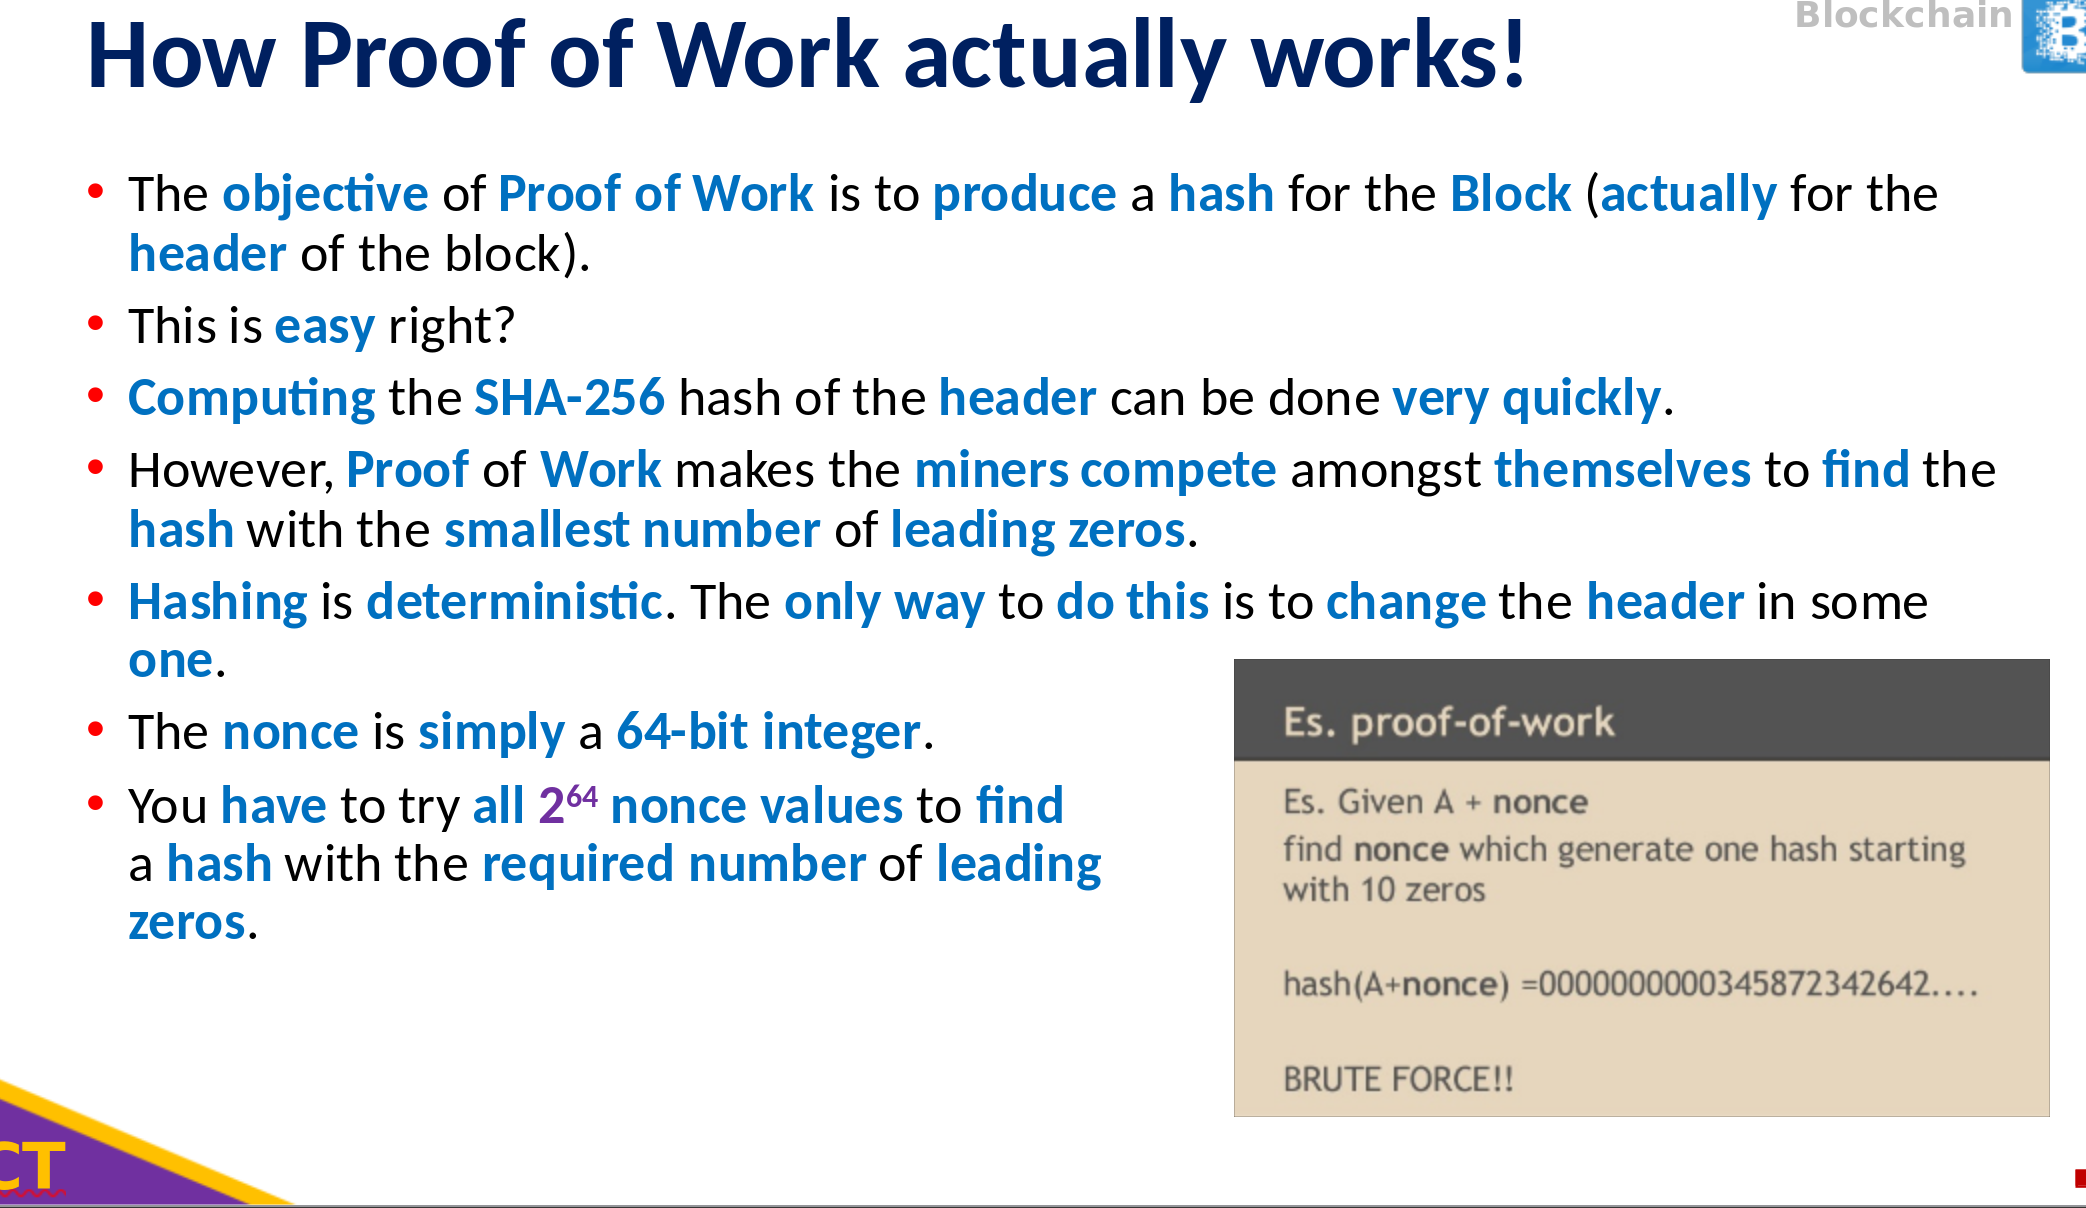 Blockchain
How Proof of Work actually works!
• The objective of Proof of Work is to produce a hash for the Block (actually for the
header of the block).
• This is easy right?
• Computing the SHA-256 hash of the header can be done very quickly.
• However, Proof of Work makes the miners compete amongst themselves to find the
hash with the smallest number of leading zeros.
• Hashing is deterministic. The only way to do this is to change the header in some
one.
• The nonce is simply a 64-bit integer.
• You have to try all 2⁶⁴ nonce values to find
a hash with the required number of leading
zeros.
Es. proof-of-work
Es. Given A + nonce
find nonce which generate one hash starting
with 10 zeros
hash(A+nonce) =0000000000345872342642....
BRUTE FORCE!!
CT